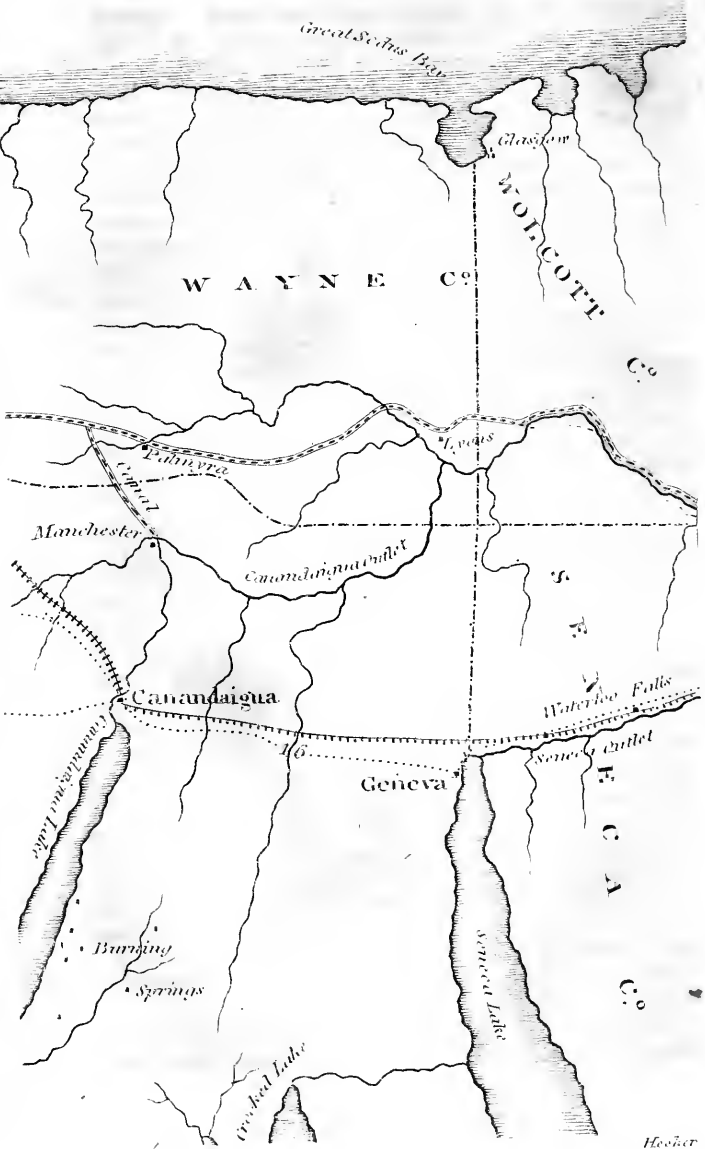 Great Sodus Bay
Glasgow
WOLCOTT Cº
WAYNE Cº
Lyons
Palmyra
Canal
Manchester
Canandaigua Outlet
SENECA Cº
Canandaigua
Waterloo Falls
Seneca Outlet
16
Geneva
Canandaigua Lake
Burning
Springs
Seneca Lake
Crooked Lake
Hooker